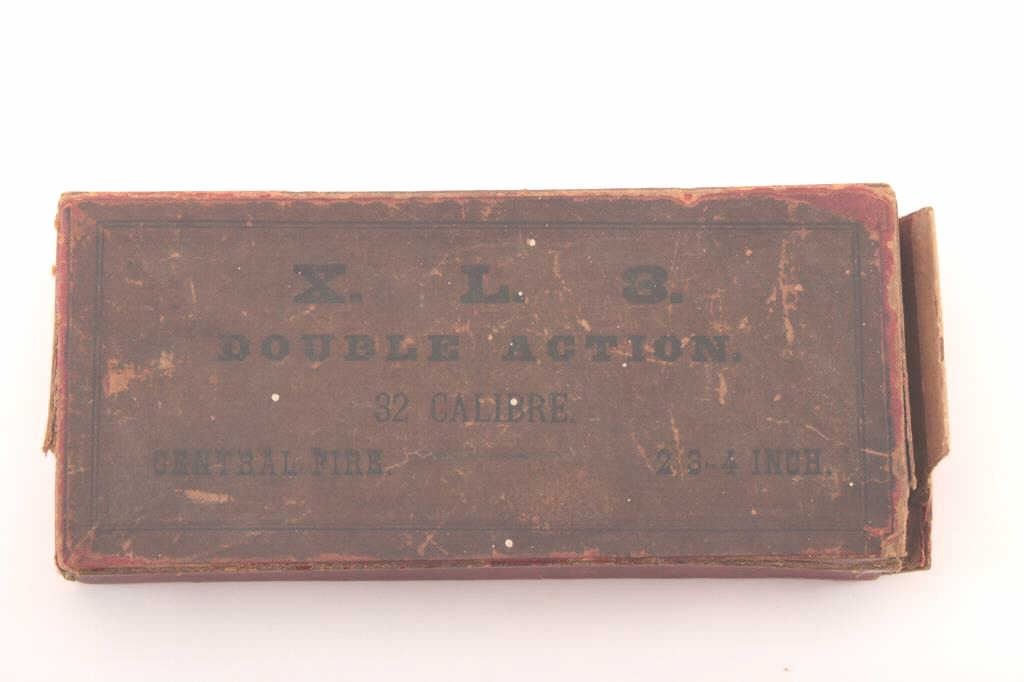 X. L. 3.
DOUBLE ACTION.
32 CALIBRE.
CENTRAL FIRE. 2 3-4 INCH.